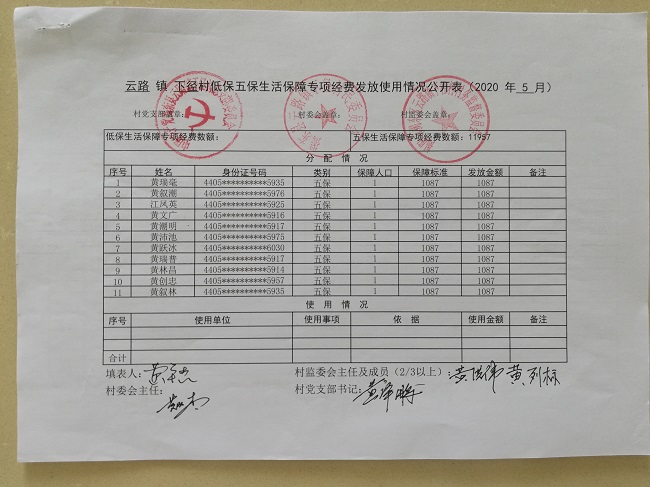 云路 镇 下径村低保五保生活保障专项经费发放使用情况公开表（2020 年 5 月）
村党支部盖章： 村委会盖章： 村监委会盖章：
低保生活保障专项经费数额： 五保生活保障专项经费数额：11957
分 配 情 况
序号 姓名 身份证号码 类别 保障人口 保障标准 发放金额 备注
1 黄瑞毫 4405***********5935 五保 1 1087 1087
2 黄叙潮 4405***********5976 五保 1 1087 1087
3 江凤英 4405***********5925 五保 1 1087 1087
4 黄文广 4405***********5916 五保 1 1087 1087
5 黄潮明 4405***********5917 五保 1 1087 1087
6 黄沛池 4405***********5975 五保 1 1087 1087
7 黄跃冰 4405***********6030 五保 1 1087 1087
8 黄瑞普 4405***********5917 五保 1 1087 1087
9 黄林昌 4405***********5914 五保 1 1087 1087
10 黄创忠 4405***********5957 五保 1 1087 1087
11 黄叙林 4405***********5935 五保 1 1087 1087
使 用 情 况
序号 使用单位 使用事项 依 据 使用金额 备注
合计
填表人： 村监委会主任及成员（2/3以上）： 黄 伟 黄列标
村委会主任： 村党支部书记： 黄